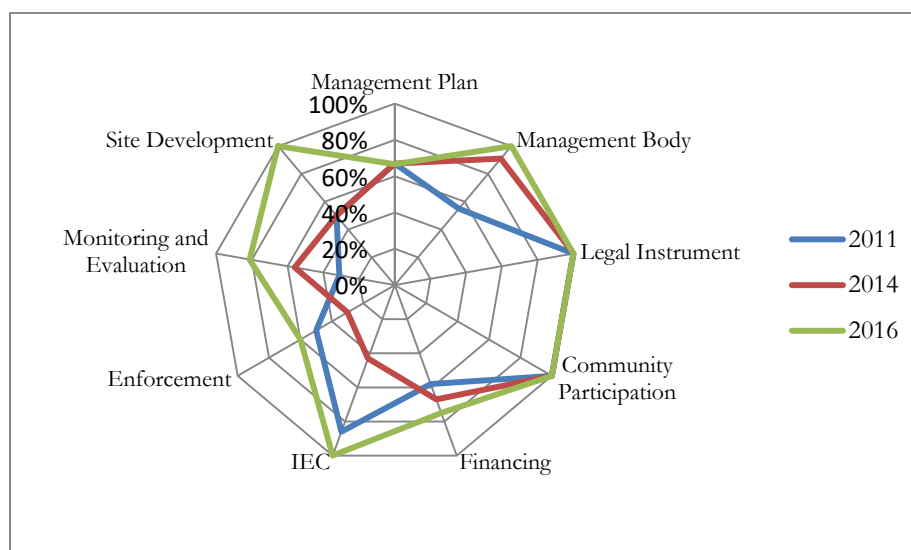 Management Plan
100%
80%
60%
40%
20%
0%
Management Body
Legal Instrument
Community
Participation
Financing
IEC
Enforcement
Monitoring and
Evaluation
Site Development
2011
2014
2016